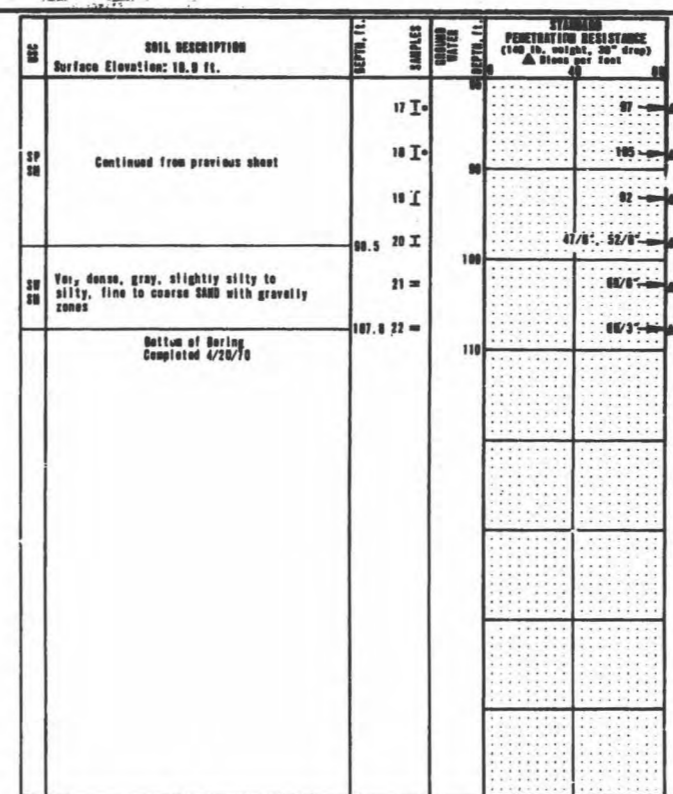 USC
SOIL DESCRIPTION
Surface Elevation: 18.0 ft.
DEPTH, ft.
SAMPLES
GROUND WATER
DEPTH, ft.
STANDARD
PENETRATION RESISTANCE
(140 lb. weight, 30" drop)
▲ Blows per foot
0 40 80
17 97
SP
SM
Continued from previous sheet
18 105
90
19 92
98.5 20 47/6", 52/6"
100
SW
SM
Very dense, gray, slightly silty to
silty, fine to coarse SAND with gravelly
zones
21
107.8 22
Bottom of Boring
Completed 4/20/70
110